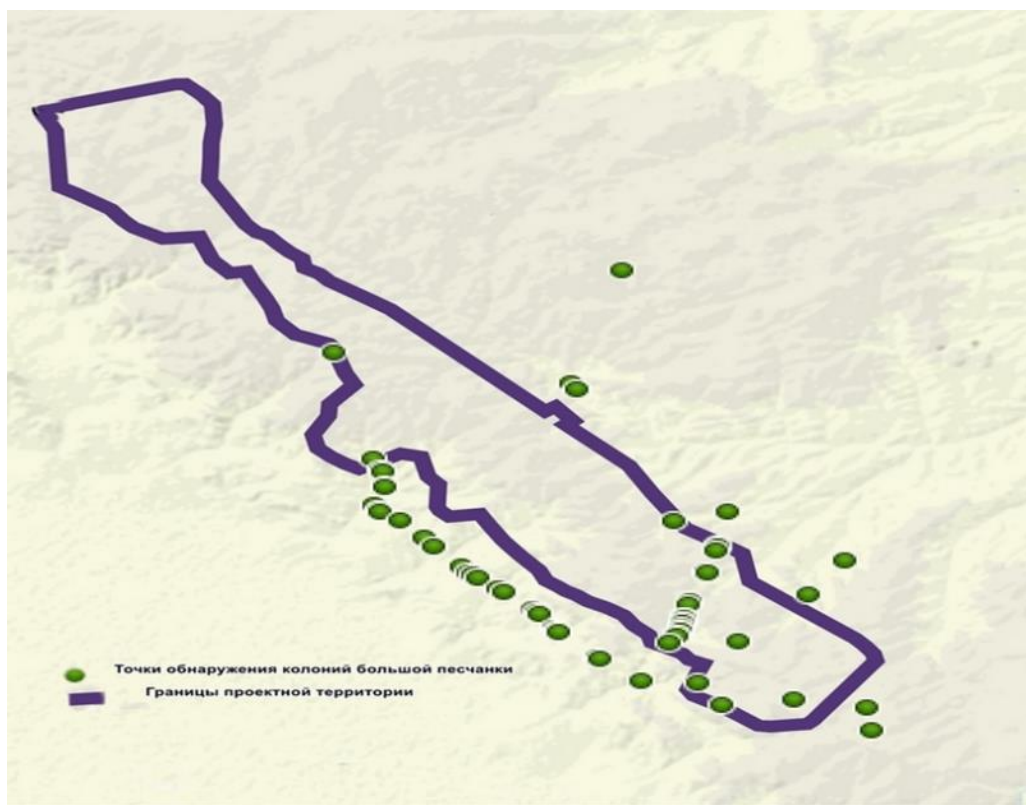 Точки обнаружения колоний большой песчанки
Границы проектной территории